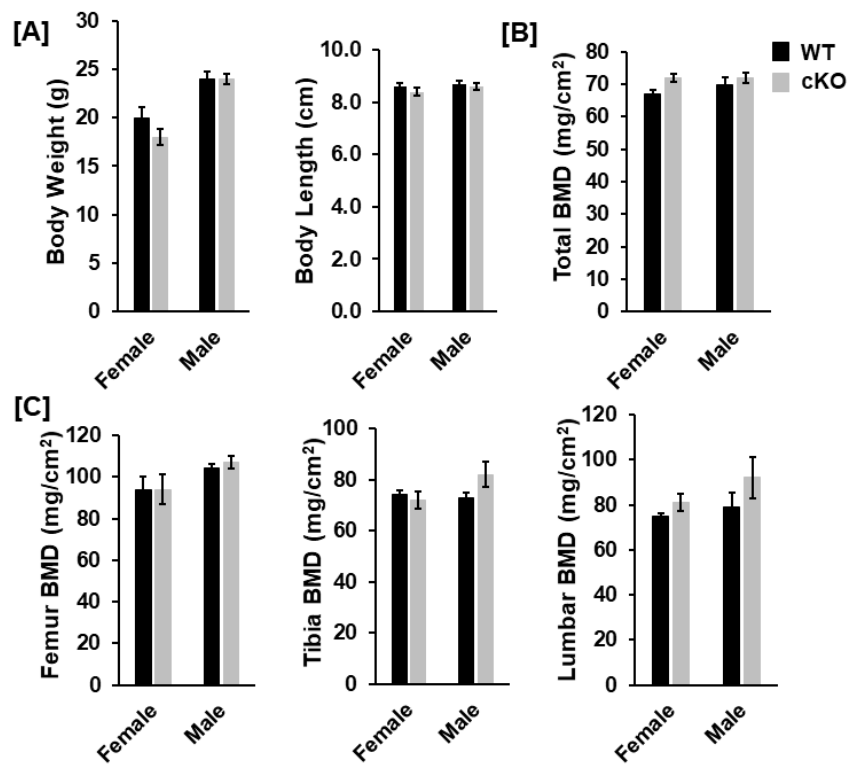 [A]
Body Weight (g)
30
25
20
15
10
5
0
Female
Male
Body Length (cm)
10.0
8.0
6.0
4.0
2.0
0.0
Female
Male
[B]
Total BMD (mg/cm²)
80
70
60
50
40
30
20
10
0
Female
Male
WT
cKO
[C]
Femur BMD (mg/cm²)
120
100
80
60
40
20
0
Female
Male
Tibia BMD (mg/cm²)
100
80
60
40
20
0
Female
Male
Lumbar BMD (mg/cm²)
120
100
80
60
40
20
0
Female
Male